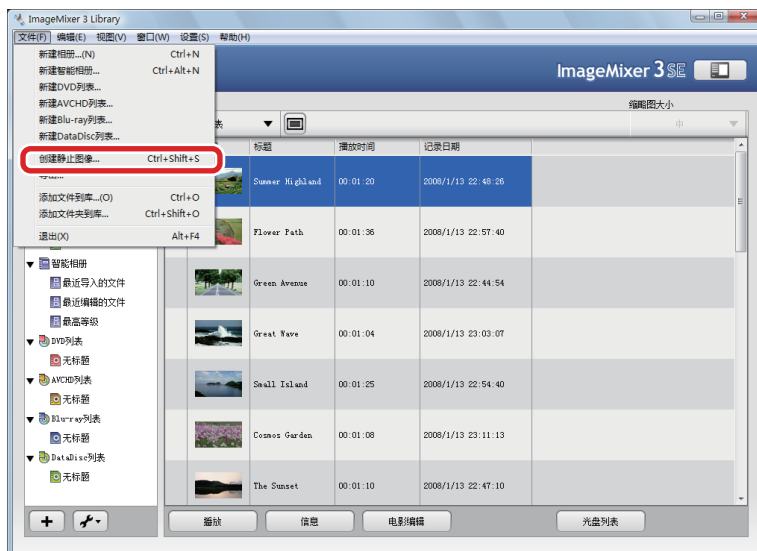 ImageMixer 3 Library
文件(F) 编辑(E) 视图(V) 窗口(W) 设置(S) 帮助(H)
新建相册...(N) Ctrl+N
新建智能相册... Ctrl+Alt+N
新建DVD列表...
新建AVCHD列表...
新建Blu-ray列表...
新建DataDisc列表...
创建静止图像... Ctrl+Shift+S
添加文件到库...(O) Ctrl+O
添加文件夹到库... Ctrl+Shift+O
退出(X) Alt+F4
ImageMixer 3 SE
缩略图大小
表
中
标题 播放时间 记录日期
Summer Highland 00:01:20 2008/1/13 22:48:26
Flower Path 00:01:36 2008/1/13 22:57:40
Green Avenue 00:01:10 2008/1/13 22:44:54
Great Wave 00:01:04 2008/1/13 23:03:07
Small Island 00:01:25 2008/1/13 22:54:40
Cosmos Garden 00:01:08 2008/1/13 23:11:13
The Sunset 00:01:10 2008/1/13 22:47:10
智能相册
最近导入的文件
最近编辑的文件
最高等级
DVD列表
无标题
AVCHD列表
无标题
Blu-ray列表
无标题
DataDisc列表
无标题
播放 信息 电影编辑 光盘列表